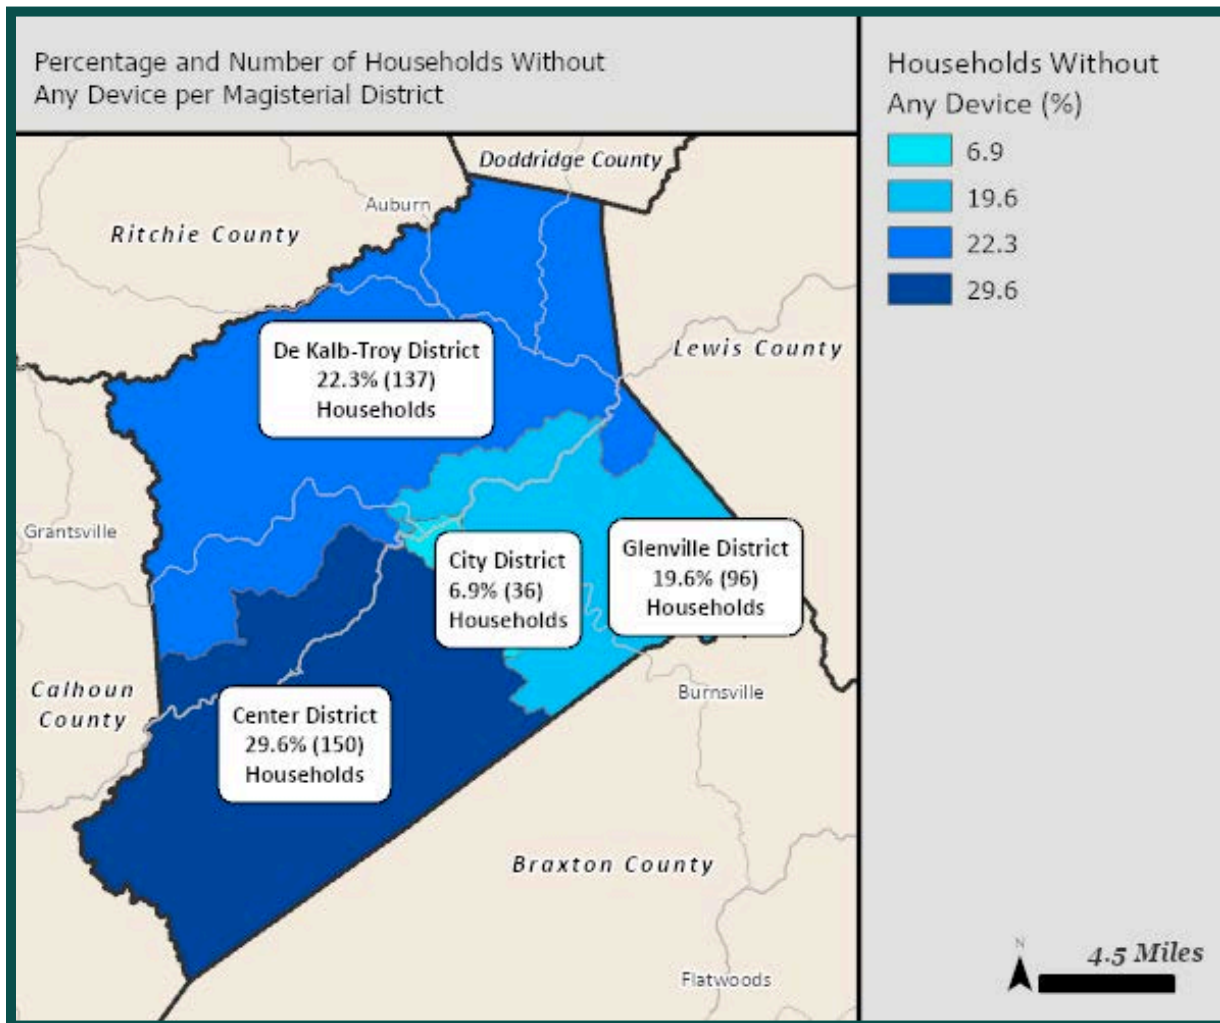 Percentage and Number of Households Without
Any Device per Magisterial District
Households Without
Any Device (%)
6.9
19.6
22.3
29.6
Doddridge County
Auburn
Ritchie County
De Kalb-Troy District
22.3% (137)
Households
Lewis County
Grantsville
City District
6.9% (36)
Households
Glenville District
19.6% (96)
Households
Calhoun
County
Burnsville
Center District
29.6% (150)
Households
Braxton County
Flatwoods
N
4.5 Miles